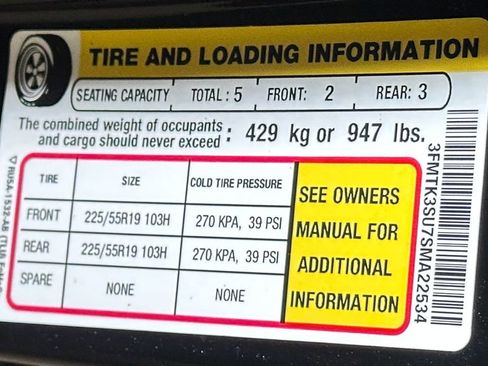 TIRE AND LOADING INFORMATION
SEATING CAPACITY TOTAL : 5 FRONT: 2 REAR: 3
The combined weight of occupants
and cargo should never exceed : 429 kg or 947 lbs.
TIRE SIZE COLD TIRE PRESSURE
FRONT 225/55R19 103H 270 KPA, 39 PSI
REAR 225/55R19 103H 270 KPA, 39 PSI
SPARE NONE NONE
SEE OWNERS
MANUAL FOR
ADDITIONAL
INFORMATION
3FMTK3SU7SMA22534
RU5A-1532-AB